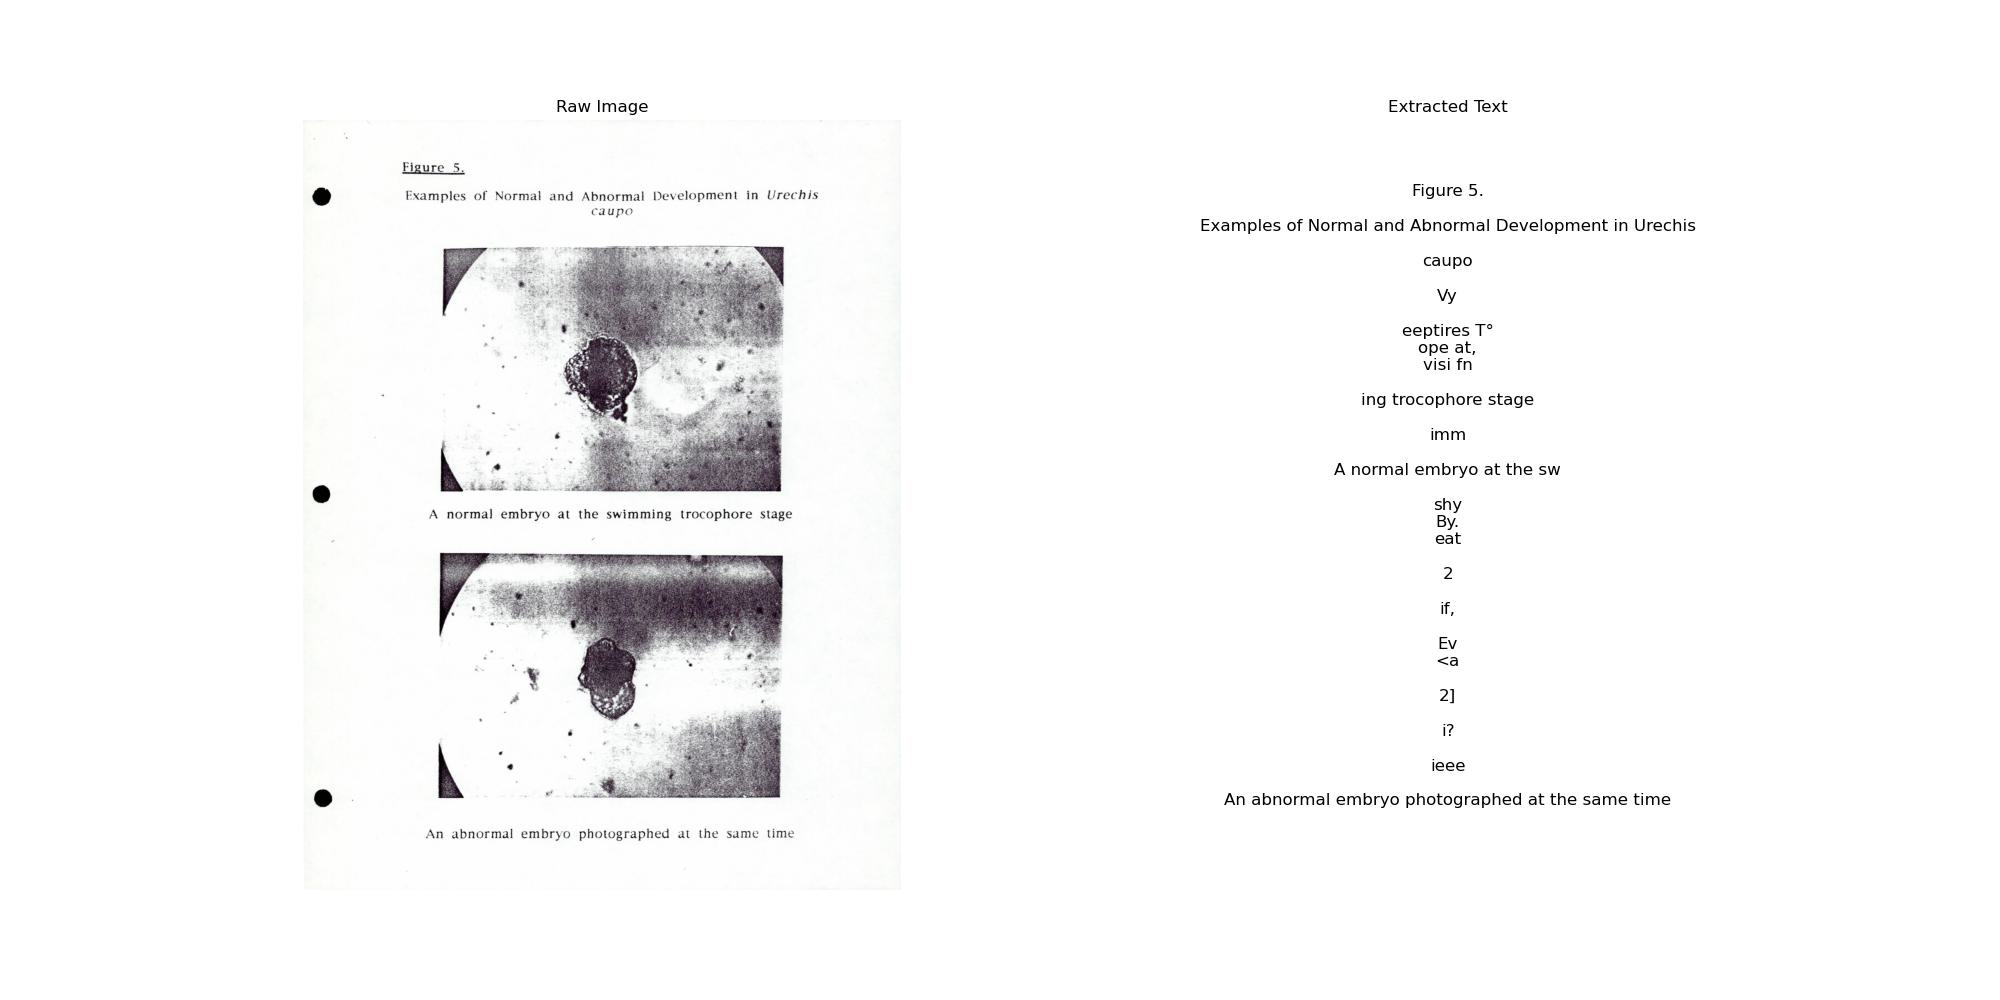 Raw Image
Figure 5.
Examples of Normal and Abnormal Development in Urechis
caupo
A normal embryo at the swimming trocophore stage
An abnormal embryo photographed at the same time
Extracted Text
Figure 5.
Examples of Normal and Abnormal Development in Urechis
caupo
Vy
eeptires T°
ope at,
visi fn
ing trocophore stage
imm
A normal embryo at the sw
shy
By.
eat
2
if,
Ev
<a
2]
i?
ieee
An abnormal embryo photographed at the same time